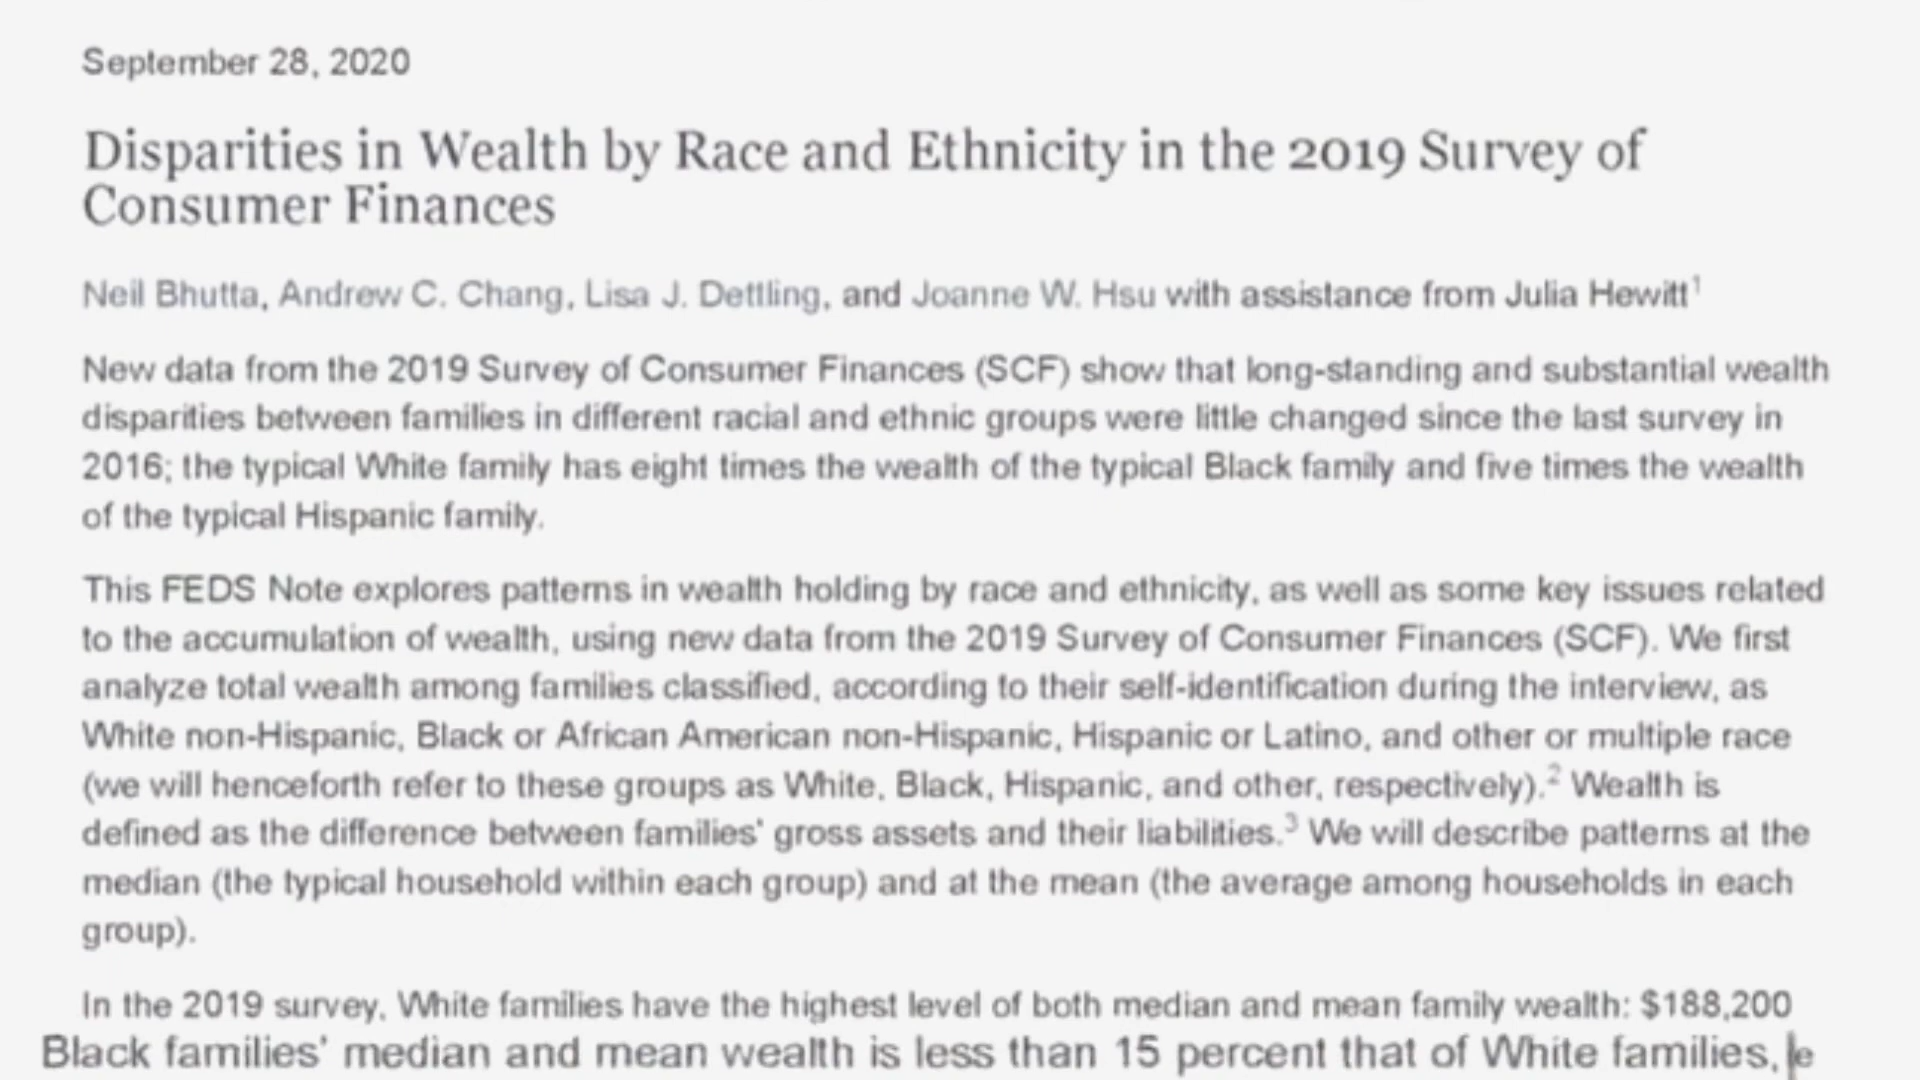 September 28, 2020
Disparities in Wealth by Race and Ethnicity in the 2019 Survey of
Consumer Finances
Neil Bhutta, Andrew C. Chang, Lisa J. Dettling, and Joanne W. Hsu with assistance from Julia Hewitt¹
New data from the 2019 Survey of Consumer Finances (SCF) show that long-standing and substantial wealth
disparities between families in different racial and ethnic groups were little changed since the last survey in
2016; the typical White family has eight times the wealth of the typical Black family and five times the wealth
of the typical Hispanic family.
This FEDS Note explores patterns in wealth holding by race and ethnicity, as well as some key issues related
to the accumulation of wealth, using new data from the 2019 Survey of Consumer Finances (SCF). We first
analyze total wealth among families classified, according to their self-identification during the interview, as
White non-Hispanic, Black or African American non-Hispanic, Hispanic or Latino, and other or multiple race
(we will henceforth refer to these groups as White, Black, Hispanic, and other, respectively).² Wealth is
defined as the difference between families' gross assets and their liabilities.³ We will describe patterns at the
median (the typical household within each group) and at the mean (the average among households in each
group).
In the 2019 survey, White families have the highest level of both median and mean family wealth: $188,200
Black families' median and mean wealth is less than 15 percent that of White families,